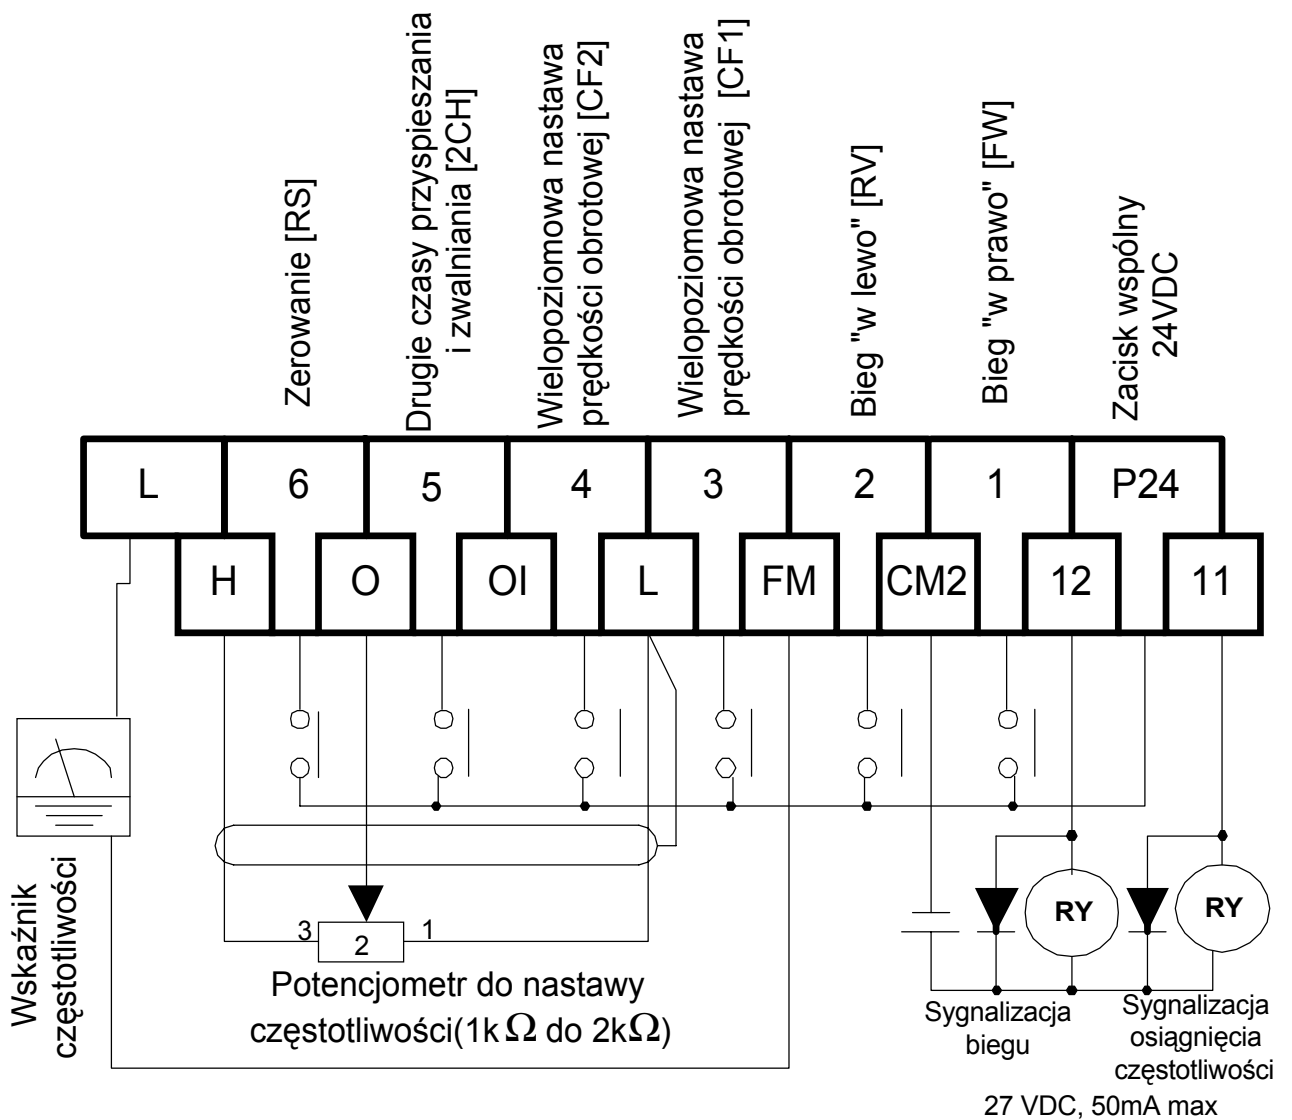 Zerowanie [RS]
Drugie czasy przyspieszania
i zwalniania [2CH]
Wielopoziomowa nastawa
prędkości obrotowej [CF2]
Wielopoziomowa nastawa
prędkości obrotowej [CF1]
Bieg "w lewo" [RV]
Bieg "w prawo" [FW]
Zacisk wspólny
24VDC
L 6 5 4 3 2 1 P24
H O OI L FM CM2 12 11
Wskaźnik
częstotliwości
3 2 1
RY RY
Potencjometr do nastawy
częstotliwości(1kΩ do 2kΩ)
Sygnalizacja
biegu
Sygnalizacja
osiągnięcia
częstotliwości
27 VDC, 50mA max